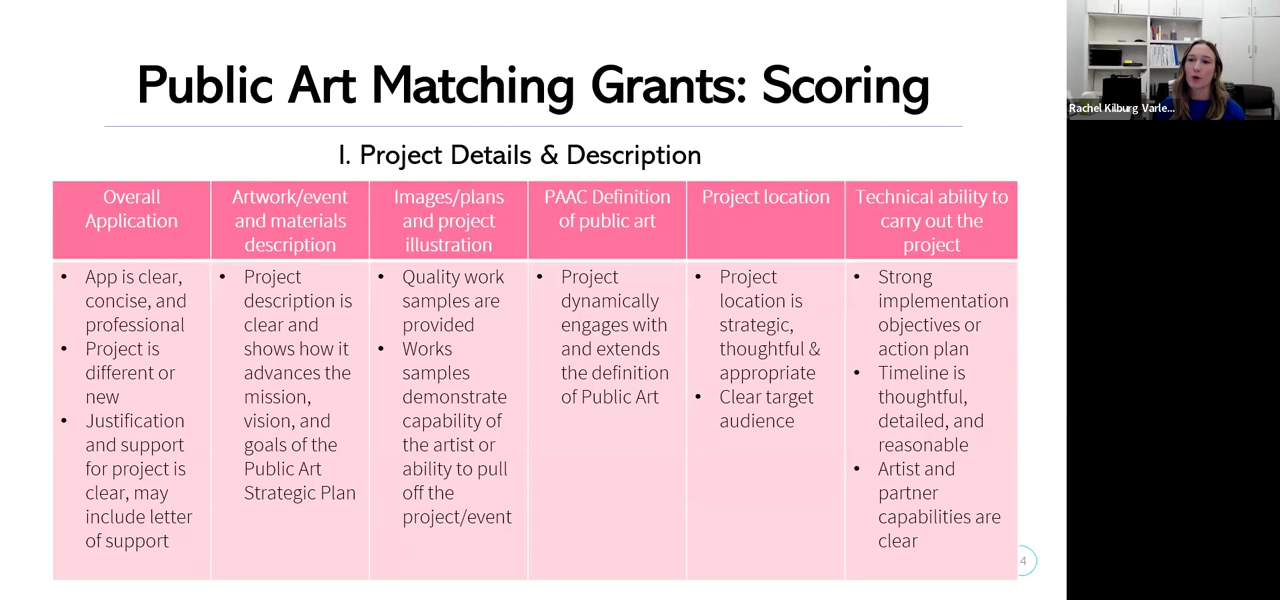 Public Art Matching Grants: Scoring
I. Project Details & Description
Overall
Application
Artwork/event
and materials
description
Images/plans
and project
illustration
PAAC Definition
of public art
Project location
Technical ability to
carry out the
project
• App is clear,
concise, and
professional
• Project is
different or
new
• Justification
and support
for project is
clear, may
include letter
of support
• Project
description is
clear and
shows how it
advances the
mission,
vision, and
goals of the
Public Art
Strategic Plan
• Quality work
samples are
provided
• Works
samples
demonstrate
capability of
the artist or
ability to pull
off the
project/event
• Project
dynamically
engages with
and extends
the definition
of Public Art
• Project
location is
strategic,
thoughtful &
appropriate
• Clear target
audience
• Strong
implementation
objectives or
action plan
• Timeline is
thoughtful,
detailed, and
reasonable
• Artist and
partner
capabilities are
clear
4
Rachel Kilburg Varle...